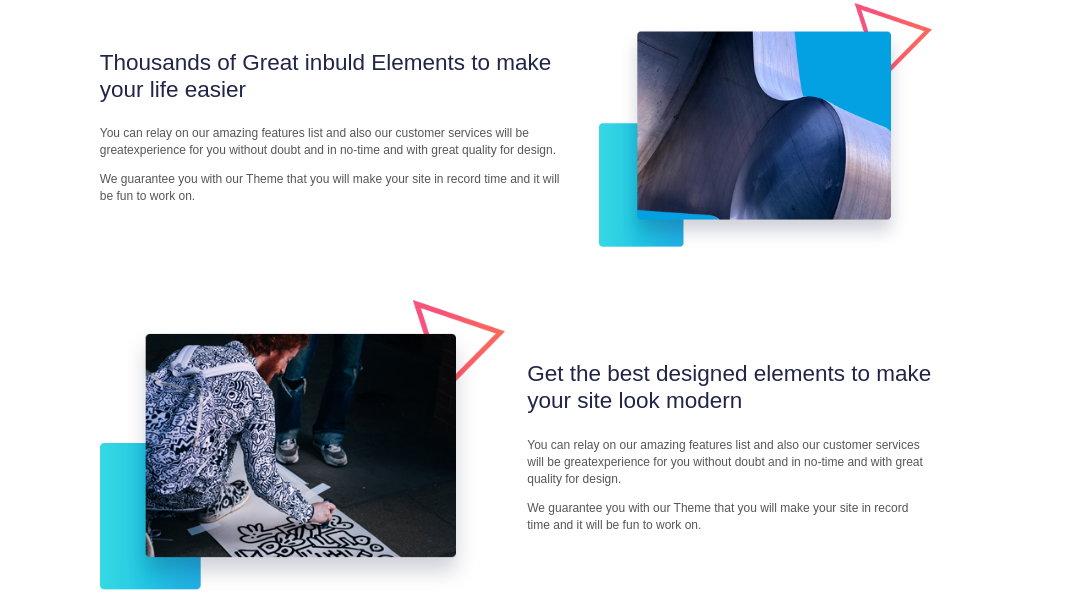 Thousands of Great inbuld Elements to make
your life easier
You can relay on our amazing features list and also our customer services will be
greatexperience for you without doubt and in no-time and with great quality for design.
We guarantee you with our Theme that you will make your site in record time and it will
be fun to work on.
Get the best designed elements to make
your site look modern
You can relay on our amazing features list and also our customer services
will be greatexperience for you without doubt and in no-time and with great
quality for design.
We guarantee you with our Theme that you will make your site in record
time and it will be fun to work on.